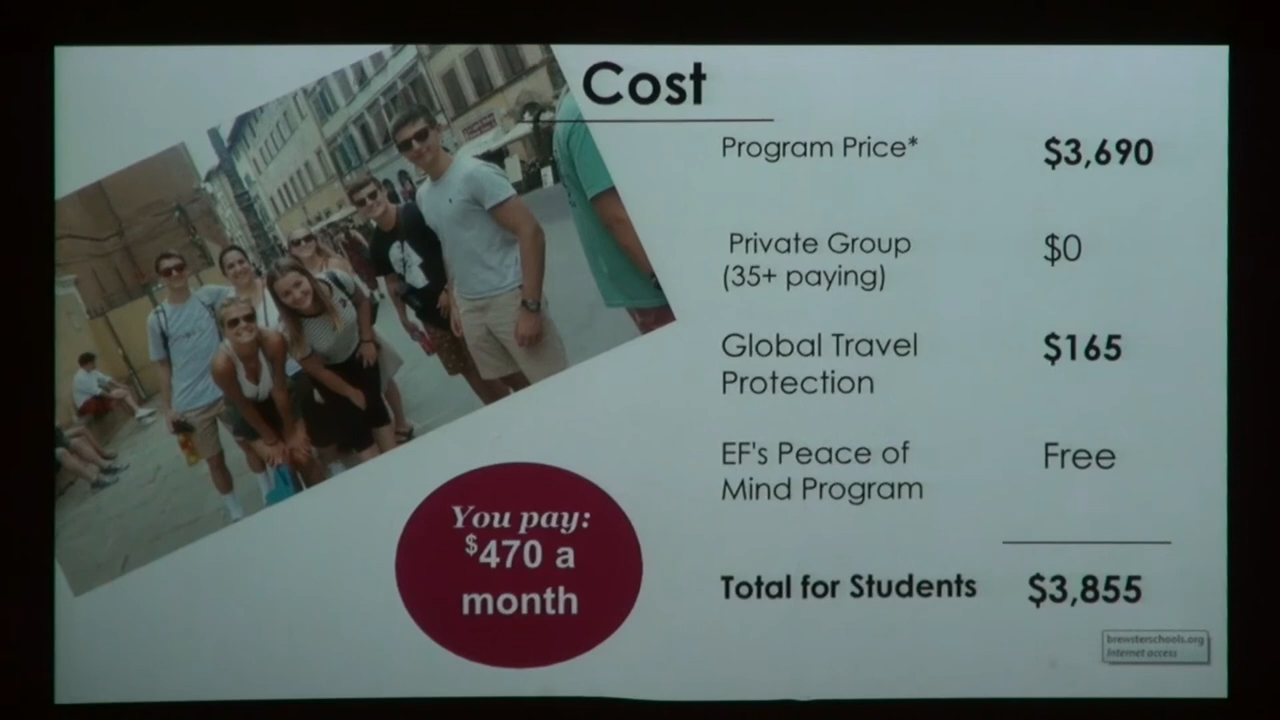 Cost
Program Price* $3,690
Private Group $0
(35+ paying)
Global Travel $165
Protection
EF's Peace of Free
Mind Program
You pay:
$470 a
month
Total for Students $3,855
brewsterschools.org
Internet access